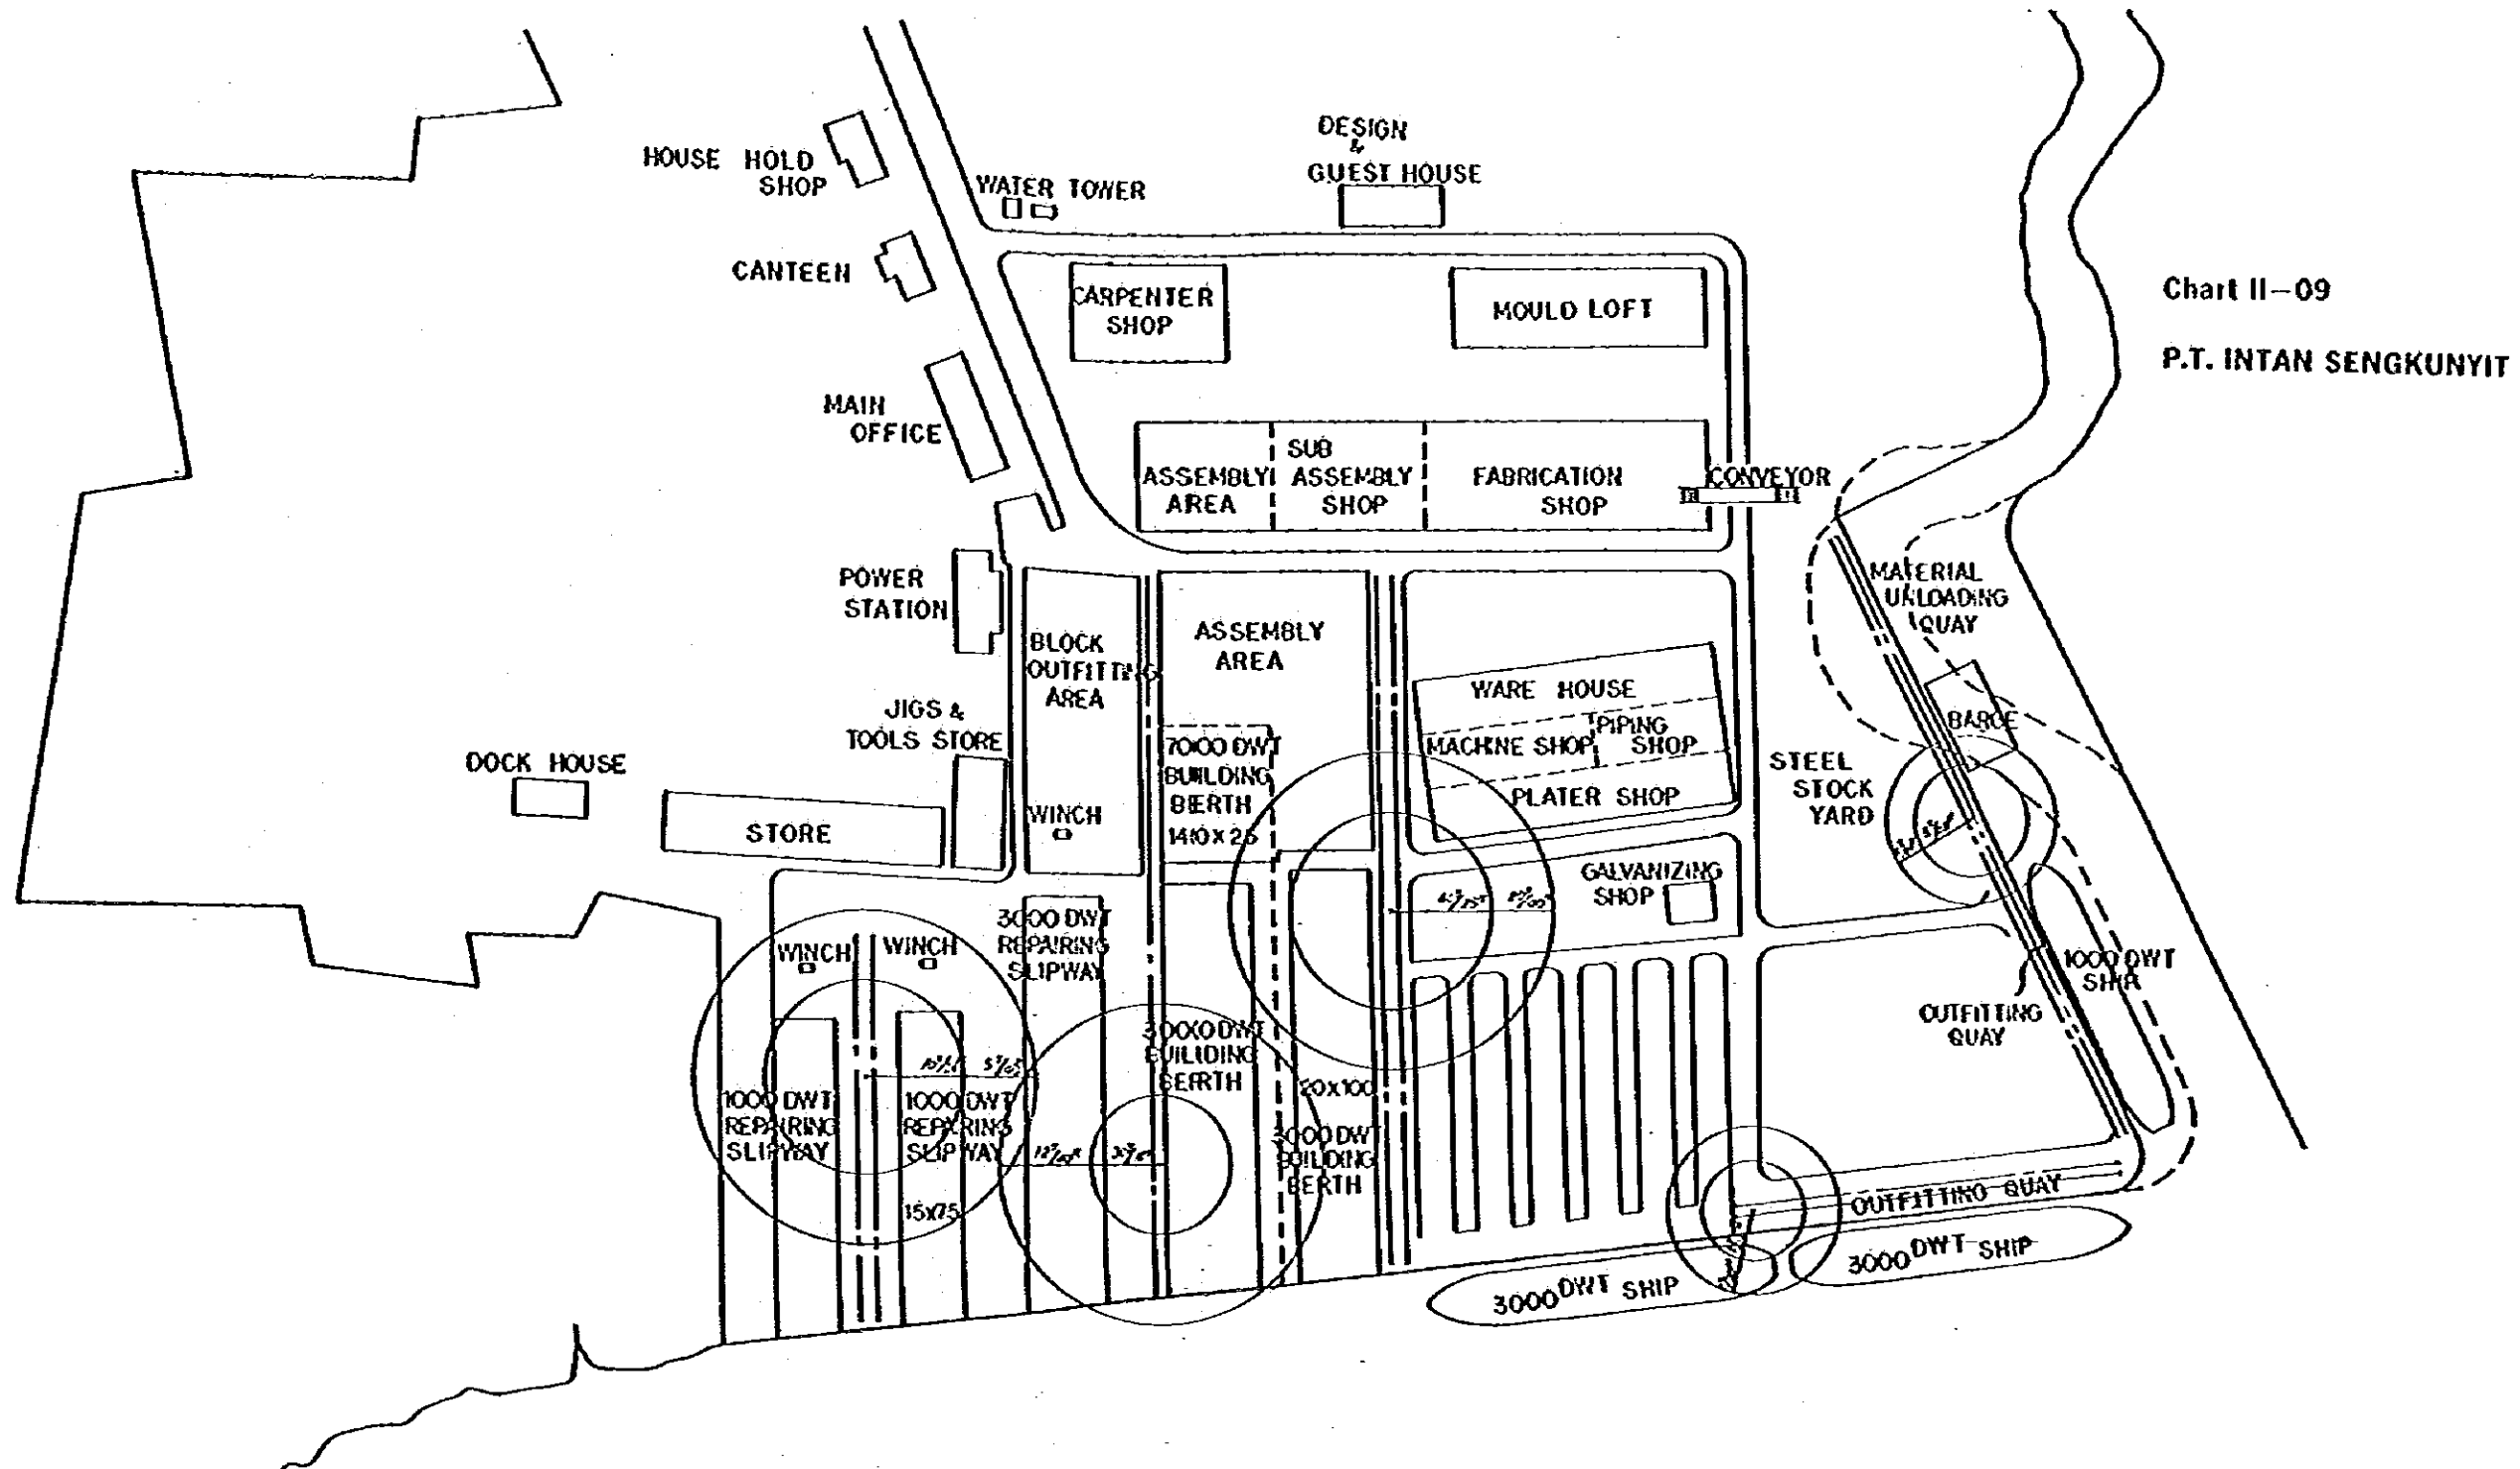 DESIGN
&
GUEST HOUSE
HOUSE HOLD
SHOP
WATER TOWER
CANTEEN
CARPENTER
SHOP
MOULD LOFT
Chart II-09
P.T. INTAN SENGKUNYIT
MAIN
OFFICE
ASSEMBLY
AREA
SUB
ASSEMBLY
SHOP
FABRICATION
SHOP
CONVEYOR
POWER
STATION
BLOCK
OUTFITTING
AREA
ASSEMBLY
AREA
MATERIAL
UNLOADING
QUAY
WARE HOUSE
MACHINE SHOP
PIPING
SHOP
PLATER SHOP
BARGE
JIGS &
TOOLS STORE
DOCK HOUSE
STORE
WINCH
7000 DWT
BUILDING
BERTH
140X25
STEEL
STOCK
YARD
GALVANIZING
SHOP
WINCH
WINCH
3000 DWT
REPAIRING
SLIPWAY
1000 DWT
SHIP
OUTFITTING
QUAY
3000 DWT
BUILDING
BERTH
1000 DWT
REPAIRING
SLIPWAY
1000 DWT
REPAIRING
SLIPWAY
15X75
20X100
3000 DWT
BUILDING
BERTH
OUTFITTING QUAY
3000 DWT SHIP
3000 DWT SHIP